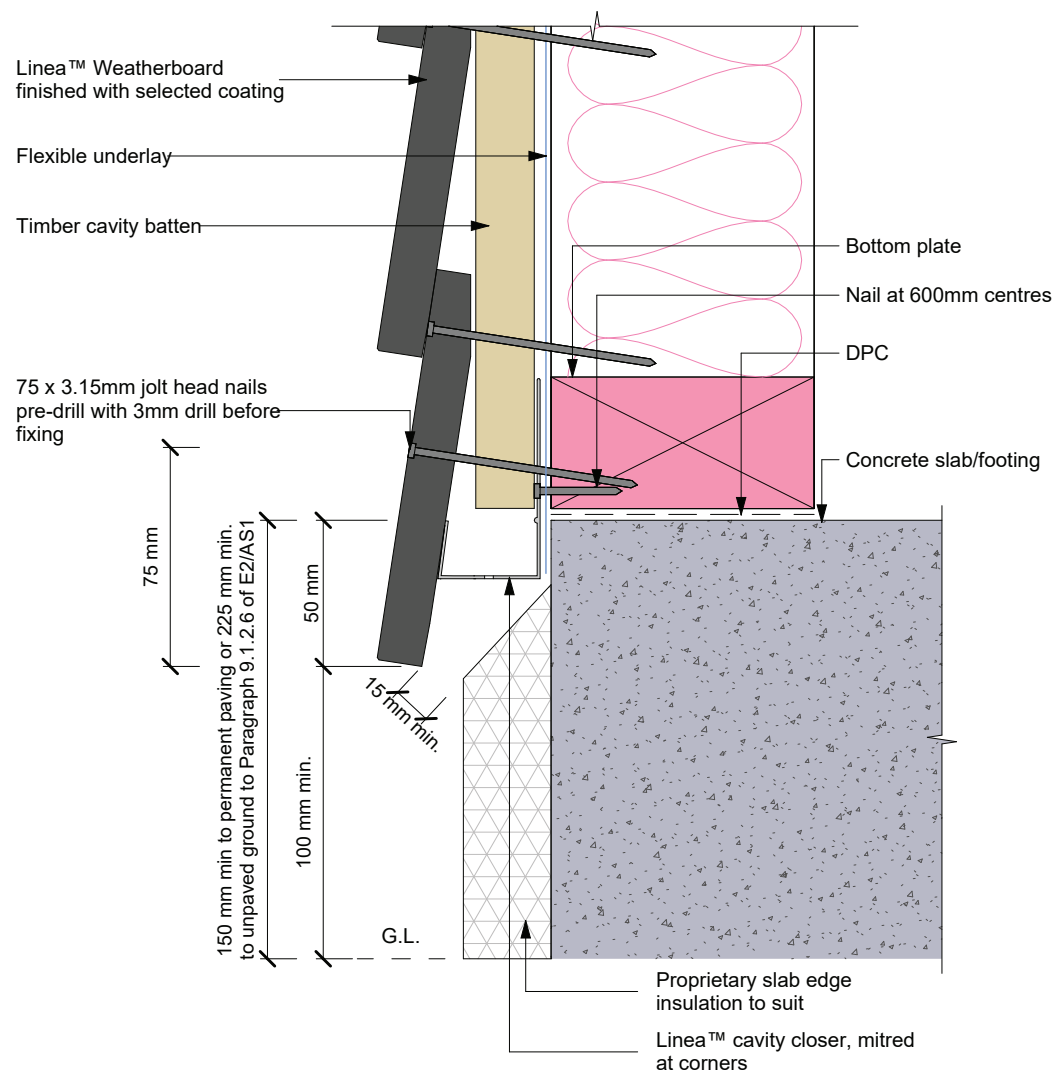 Linea™ Weatherboard
finished with selected coating
Flexible underlay
Timber cavity batten
75 x 3.15mm jolt head nails
pre-drill with 3mm drill before
fixing
Bottom plate
Nail at 600mm centres
DPC
Concrete slab/footing
75 mm
150 mm min to permanent paving or 225 mm min.
to unpaved ground to Paragraph 9.1.2.6 of E2/AS1
50 mm
100 mm min.
15 mm min.
G.L.
Proprietary slab edge
insulation to suit
Linea™ cavity closer, mitred
at corners